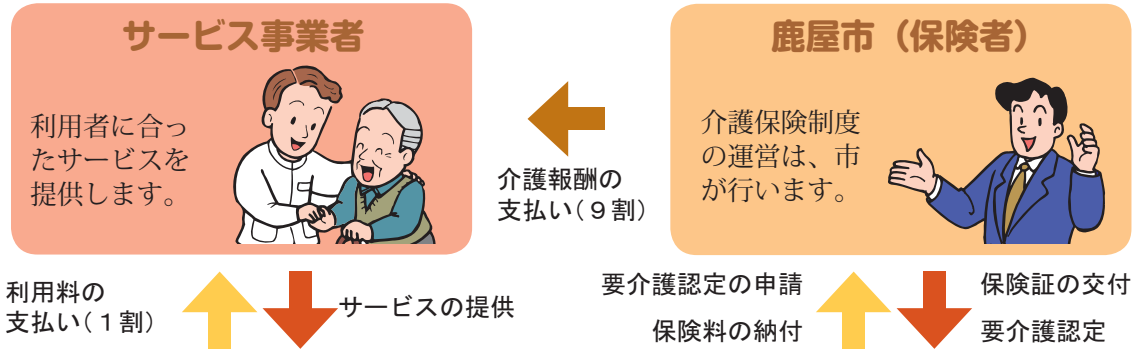 サービス事業者
利用者に合っ
たサービスを
提供します。
介護報酬の
支払い(９割)
鹿屋市（保険者）
介護保険制度
の運営は、市
が行います。
利用料の
支払い(１割)
サービスの提供
要介護認定の申請
保険料の納付
保険証の交付
要介護認定